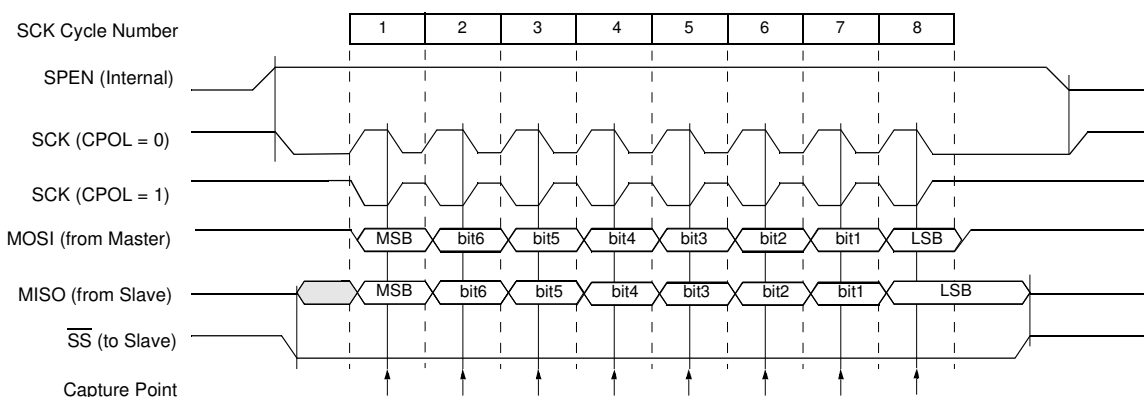 SCK Cycle Number 1 2 3 4 5 6 7 8
SPEN (Internal)
SCK (CPOL = 0)
SCK (CPOL = 1)
MOSI (from Master) MSB bit6 bit5 bit4 bit3 bit2 bit1 LSB
MISO (from Slave) MSB bit6 bit5 bit4 bit3 bit2 bit1 LSB
SS (to Slave)
Capture Point